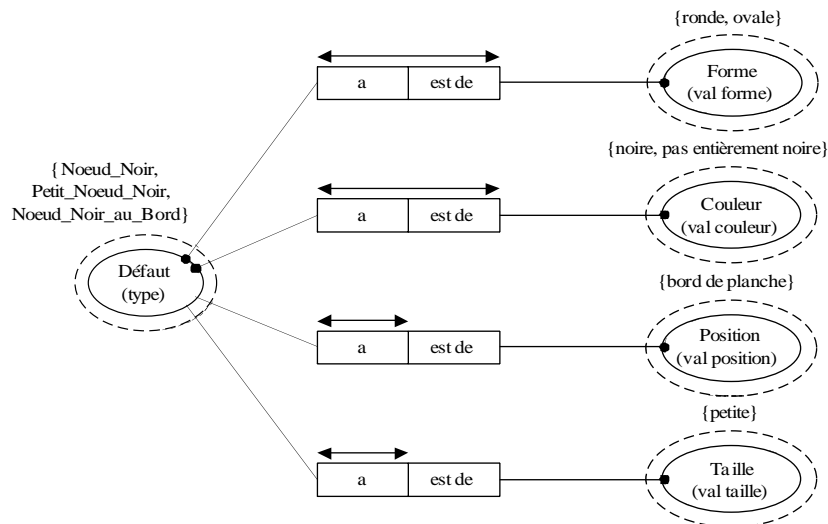 {ronde, ovale}
a
est de
Forme
(val forme)
{noire, pas entièrement noire}
{Noeud_Noir,
Petit_Noeud_Noir,
Noeud_Noir_au_Bord}
a
est de
Couleur
(val couleur)
Défaut
(type)
{bord de planche}
a
est de
Position
(val position)
{petite}
a
est de
Taille
(val taille)